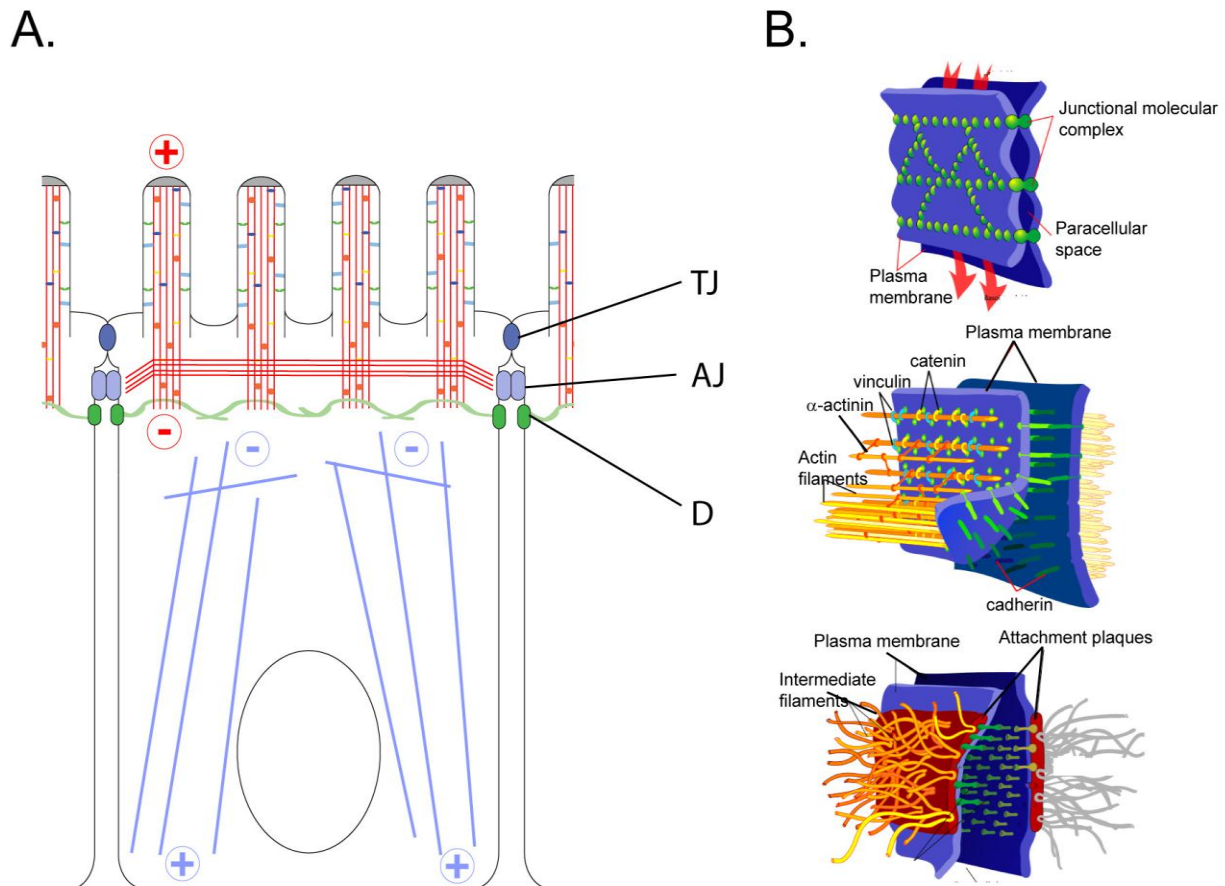 A.
+
-
-
-
+
+
TJ
AJ
D
B.
Junctional molecular
complex
Paracellular
space
Plasma
membrane
Plasma membrane
catenin
vinculin
α-actinin
Actin
filaments
cadherin
Plasma membrane
Attachment plaques
Intermediate
filaments